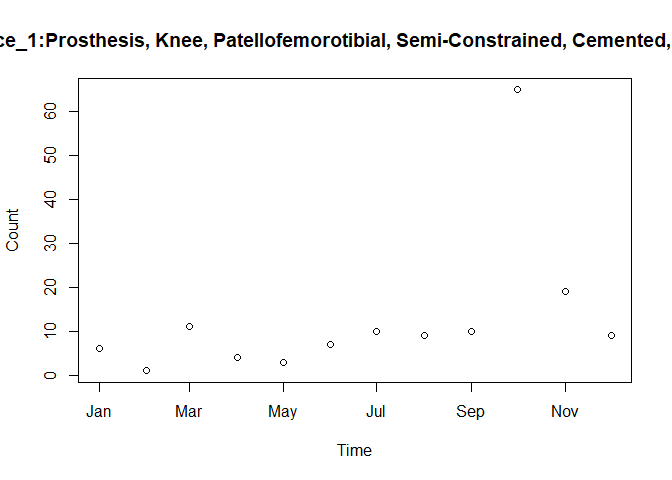 ce_1:Prosthesis, Knee, Patellofemorotibial, Semi-Constrained, Cemented,
60
50
40
30
20
10
0
Count
Jan Mar May Jul Sep Nov
Time